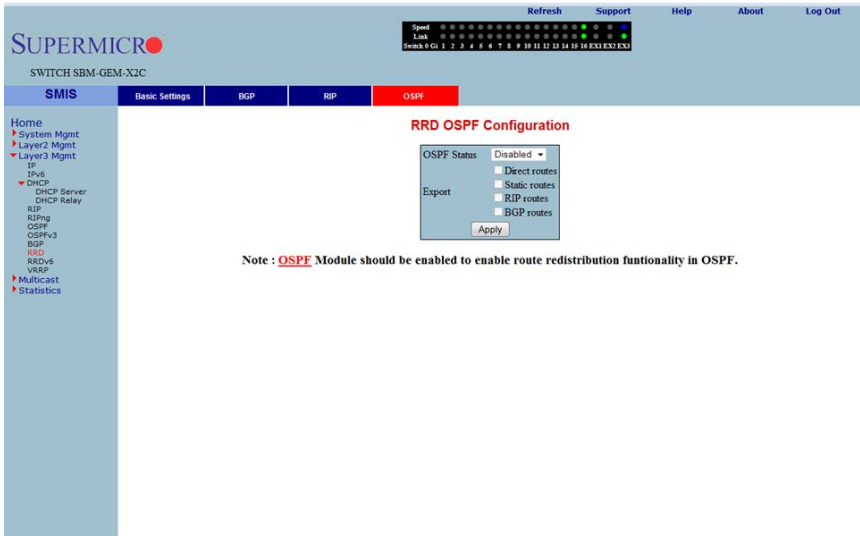 Refresh Support Help About Log Out
SUPERMICRO
Speed
Link
Switch 0 Gi 1 2 3 4 5 6 7 8 9 10 11 12 13 14 15 16 EX1 EX2 EX3
SWITCH SBM-GEM-X2C
SMIS
Basic Settings BGP RIP OSPF
Home
System Mgmt
Layer2 Mgmt
Layer3 Mgmt
IP
IPv6
DHCP
DHCP Server
DHCP Relay
RIP
RIPng
OSPF
OSPFv3
BGP
RRD
RRDv6
VRRP
Multicast
Statistics
RRD OSPF Configuration
OSPF Status Disabled
Export
Direct routes
Static routes
RIP routes
BGP routes
Apply
Note : OSPF Module should be enabled to enable route redistribution funtionality in OSPF.